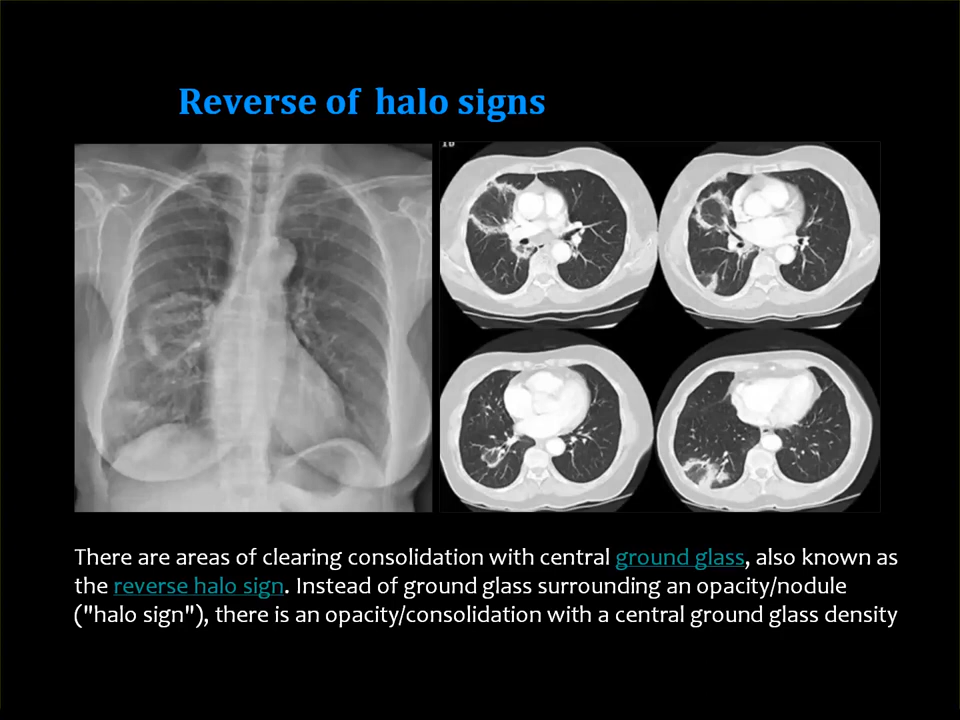 Reverse of  halo signs
There are areas of clearing consolidation with central ground glass, also known as
the reverse halo sign. Instead of ground glass surrounding an opacity/nodule
("halo sign"), there is an opacity/consolidation with a central ground glass density